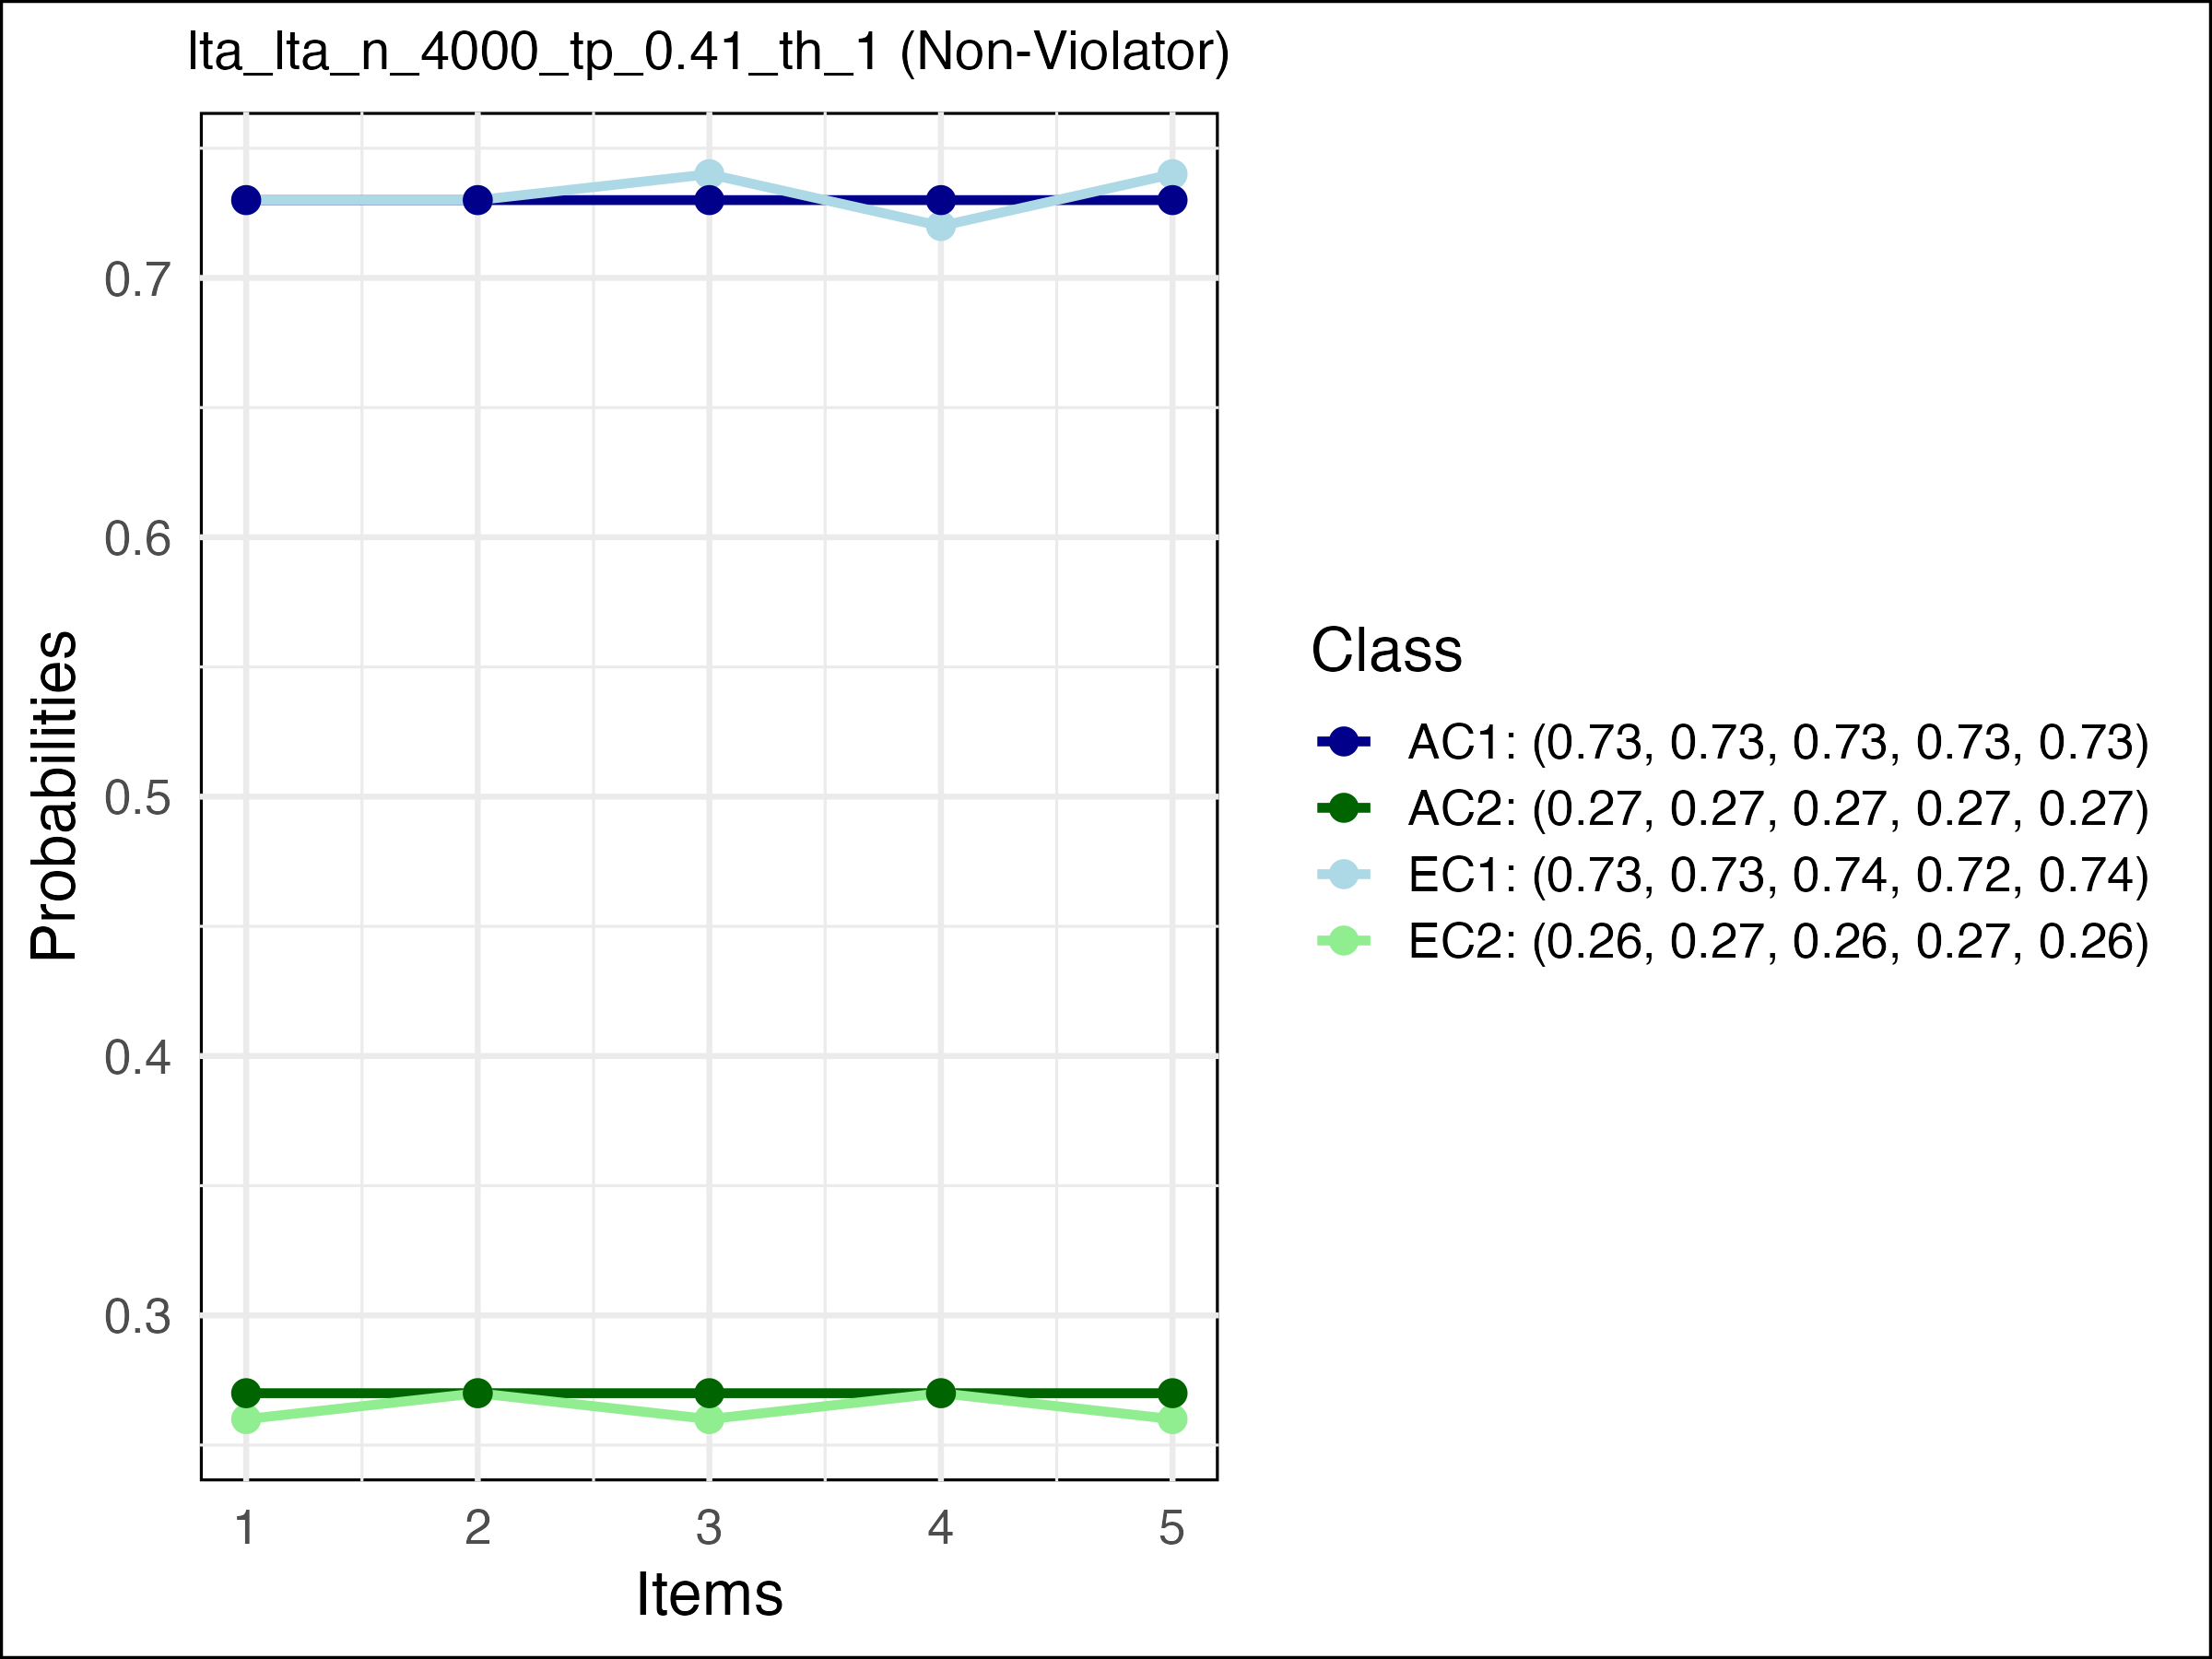 lta_lta_n_4000_tp_0.41_th_1 (Non-Violator)
Probabilities
0.7
0.6
0.5
0.4
0.3
1 2 3 4 5
Items
Class
AC1: (0.73, 0.73, 0.73, 0.73, 0.73)
AC2: (0.27, 0.27, 0.27, 0.27, 0.27)
EC1: (0.73, 0.73, 0.74, 0.72, 0.74)
EC2: (0.26, 0.27, 0.26, 0.27, 0.26)